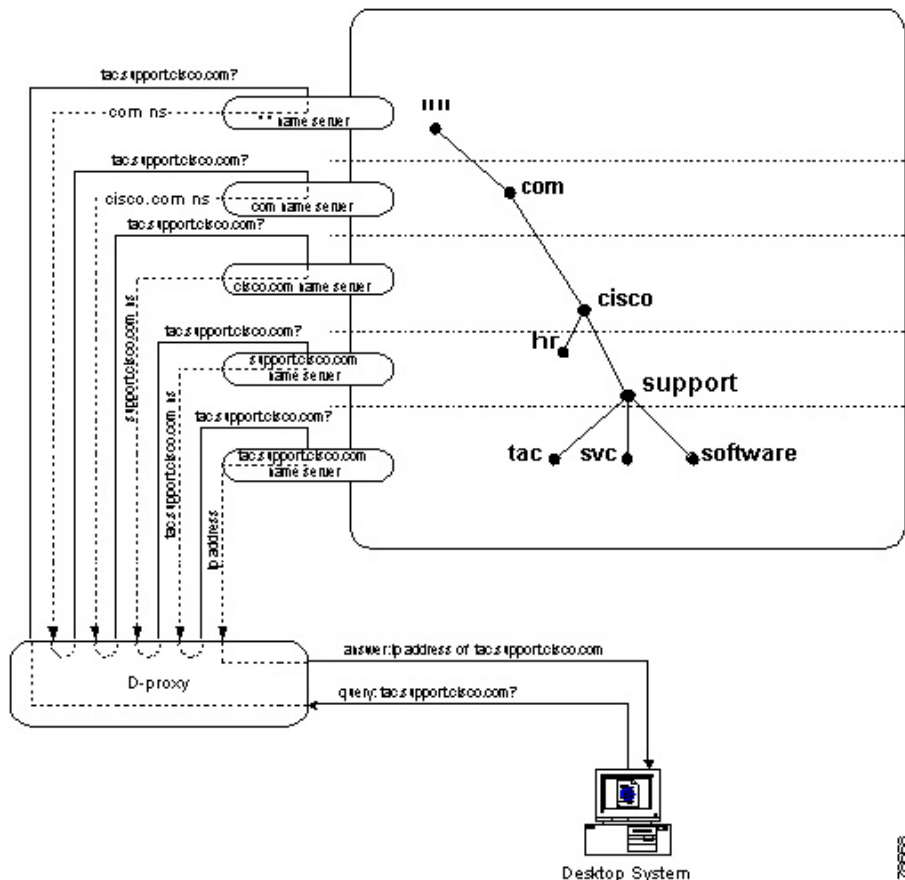 tac.support.cisco.com?
com ns
" " name server
""
tac.support.cisco.com?
com
cisco.com ns
com name server
tac.support.cisco.com?
cisco.com name server
cisco
support.cisco.com ns
tac.support.cisco.com?
hr
support.cisco.com
name server
support
tac.support.cisco.com ns
tac.support.cisco.com?
tac.support.cisco.com
name server
tac
svc
software
ip address
answer:ip address of tac.support.cisco.com
D-proxy
query:tac.support.cisco.com?
Desktop System